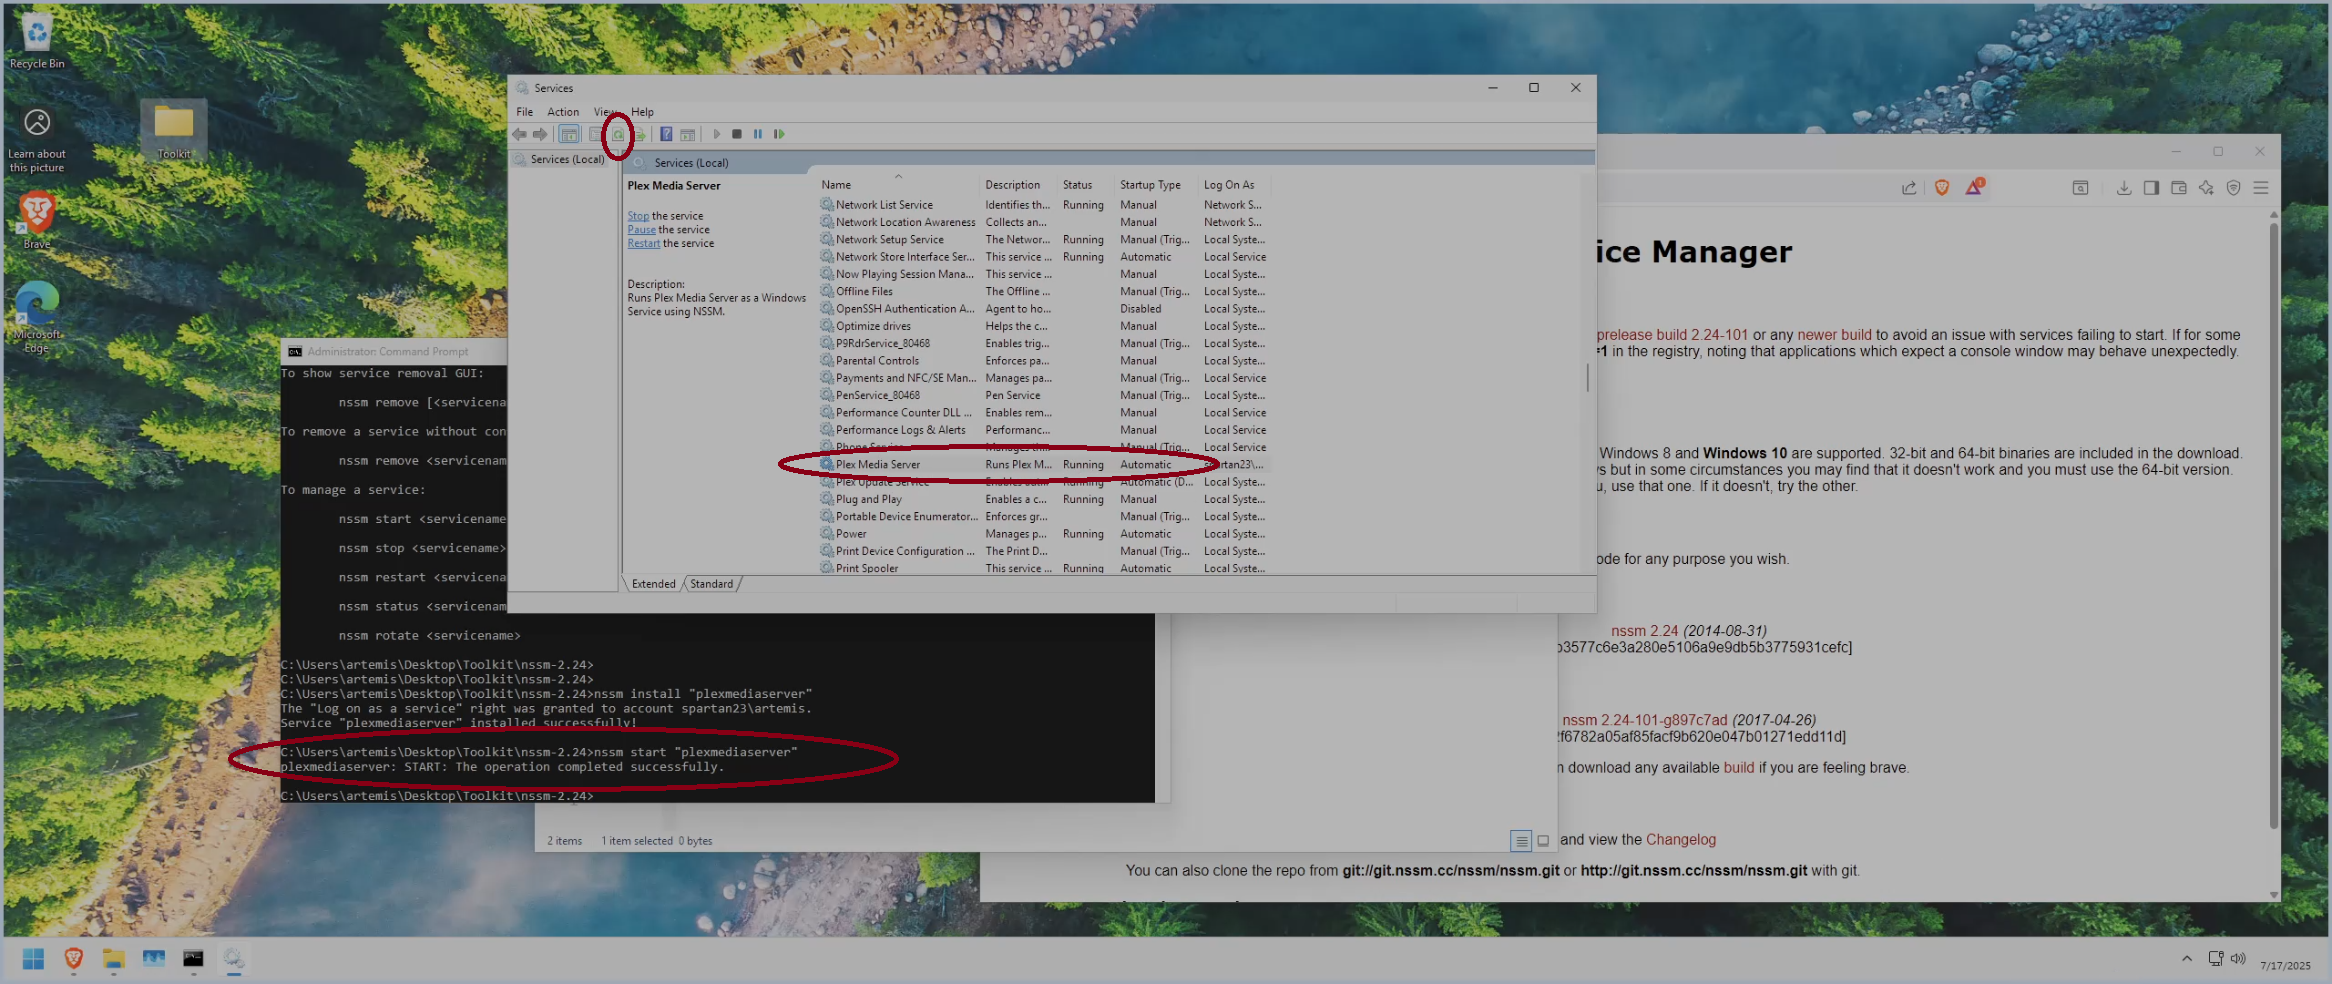 Recycle Bin
Learn about
this picture
Toolkit
Brave
Microsoft
Edge
Services
File Action View Help
Services (Local)
Services (Local)
Plex Media Server
Stop the service
Pause the service
Restart the service
Description:
Runs Plex Media Server as a Windows
Service using NSSM.
Name Description Status Startup Type Log On As
Network List Service Identifies th... Running Manual Network S...
Network Location Awareness Collects an... Manual Network S...
Network Setup Service The Networ... Running Manual (Trig... Local Syste...
Network Store Interface Ser... This service ... Running Automatic Local Service
Now Playing Session Mana... This service ... Manual Local Syste...
Offline Files The Offline ... Manual (Trig... Local Syste...
OpenSSH Authentication A... Agent to ho... Disabled Local Syste...
Optimize drives Helps the c... Manual Local Syste...
P9RdrService_80468 Enables trig... Manual (Trig... Local Syste...
Parental Controls Enforces pa... Manual Local Syste...
Payments and NFC/SE Man... Manages pa... Manual (Trig... Local Service
PenService_80468 Pen Service Manual (Trig... Local Syste...
Performance Counter DLL ... Enables rem... Manual Local Service
Performance Logs & Alerts Performanc... Manual Local Service
Phone Service Manages th... Manual (Trig... Local Service
Plex Media Server Runs Plex M... Running Automatic spartan23\...
Plex Update Service Enables aut... Running Automatic (D... Local Syste...
Plug and Play Enables a c... Running Manual Local Syste...
Portable Device Enumerator... Enforces gr... Manual (Trig... Local Syste...
Power Manages p... Running Automatic Local Syste...
Print Device Configuration ... The Print D... Manual (Trig... Local Syste...
Print Spooler This service ... Running Automatic Local Syste...
Extended Standard
Administrator: Command Prompt
To show service removal GUI:
nssm remove [<servicena
To remove a service without con
nssm remove <servicenam
To manage a service:
nssm start <servicename
nssm stop <servicename>
nssm restart <servicena
nssm status <servicenam
nssm rotate <servicename>
C:\Users\artemis\Desktop\Toolkit\nssm-2.24>
C:\Users\artemis\Desktop\Toolkit\nssm-2.24>
C:\Users\artemis\Desktop\Toolkit\nssm-2.24>nssm install "plexmediaserver"
The "Log on as a service" right was granted to account spartan23\artemis.
Service "plexmediaserver" installed successfully!
C:\Users\artemis\Desktop\Toolkit\nssm-2.24>nssm start "plexmediaserver"
plexmediaserver: START: The operation completed successfully.
C:\Users\artemis\Desktop\Toolkit\nssm-2.24>
2 items 1 item selected 0 bytes
ice Manager
prelease build 2.24-101 or any newer build to avoid an issue with services failing to start. If for some
=1 in the registry, noting that applications which expect a console window may behave unexpectedly.
Windows 8 and Windows 10 are supported. 32-bit and 64-bit binaries are included in the download.
s but in some circumstances you may find that it doesn't work and you must use the 64-bit version.
u, use that one. If it doesn't, try the other.
ode for any purpose you wish.
nssm 2.24 (2014-08-31)
b3577c6e3a280e5106a9e9db5b3775931cefc]
nssm 2.24-101-g897c7ad (2017-04-26)
2f6782a05af85facf9b620e047b01271edd11d]
n download any available build if you are feeling brave.
and view the Changelog
You can also clone the repo from git://git.nssm.cc/nssm/nssm.git or http://git.nssm.cc/nssm/nssm.git with git.
7/17/2025